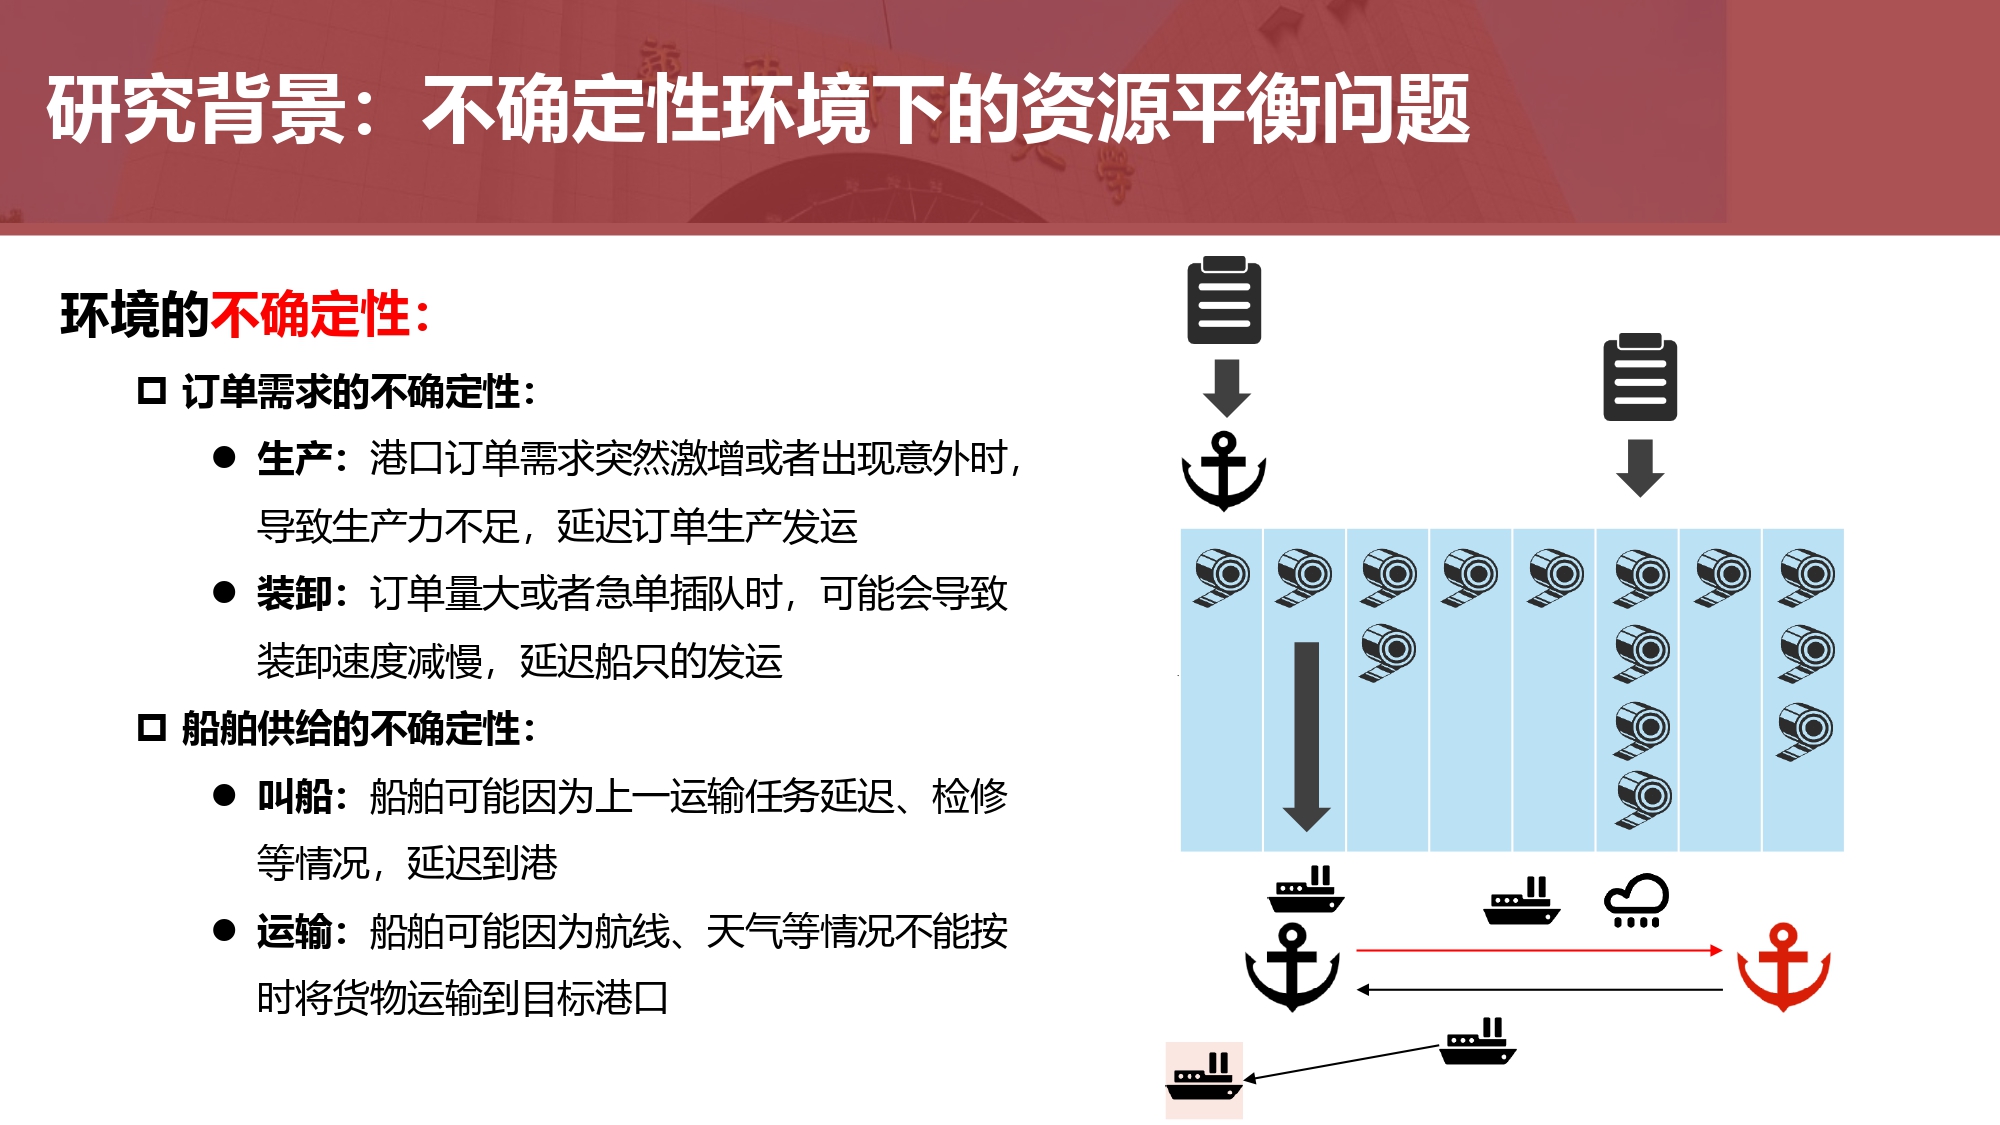 研究背景：不确定性环境下的资源平衡问题
环境的不确定性：
订单需求的不确定性：
生产：港口订单需求突然激增或者出现意外时，
导致生产力不足，延迟订单生产发运
装卸：订单量大或者急单插队时，可能会导致
装卸速度减慢，延迟船只的发运
船舶供给的不确定性：
叫船：船舶可能因为上一运输任务延迟、检修
等情况，延迟到港
运输：船舶可能因为航线、天气等情况不能按
时将货物运输到目标港口